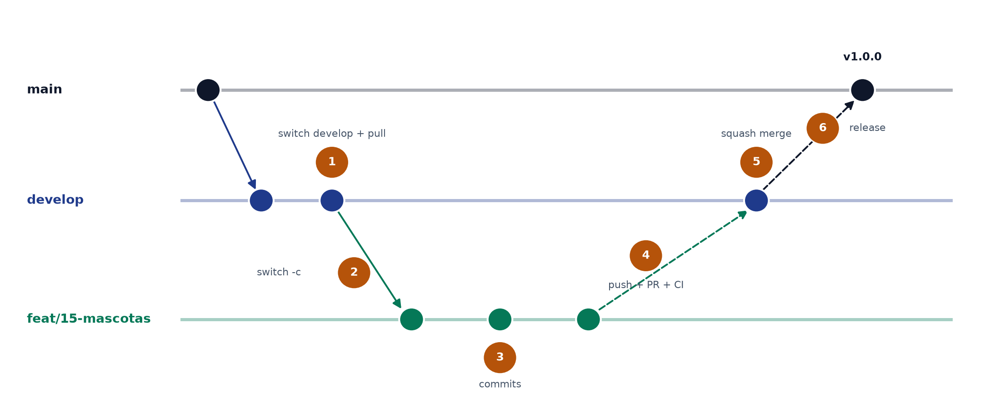 v1.0.0
main
6
release
switch develop + pull
squash merge
1
5
develop
4
switch -c
2
push + PR + CI
feat/15-mascotas
3
commits